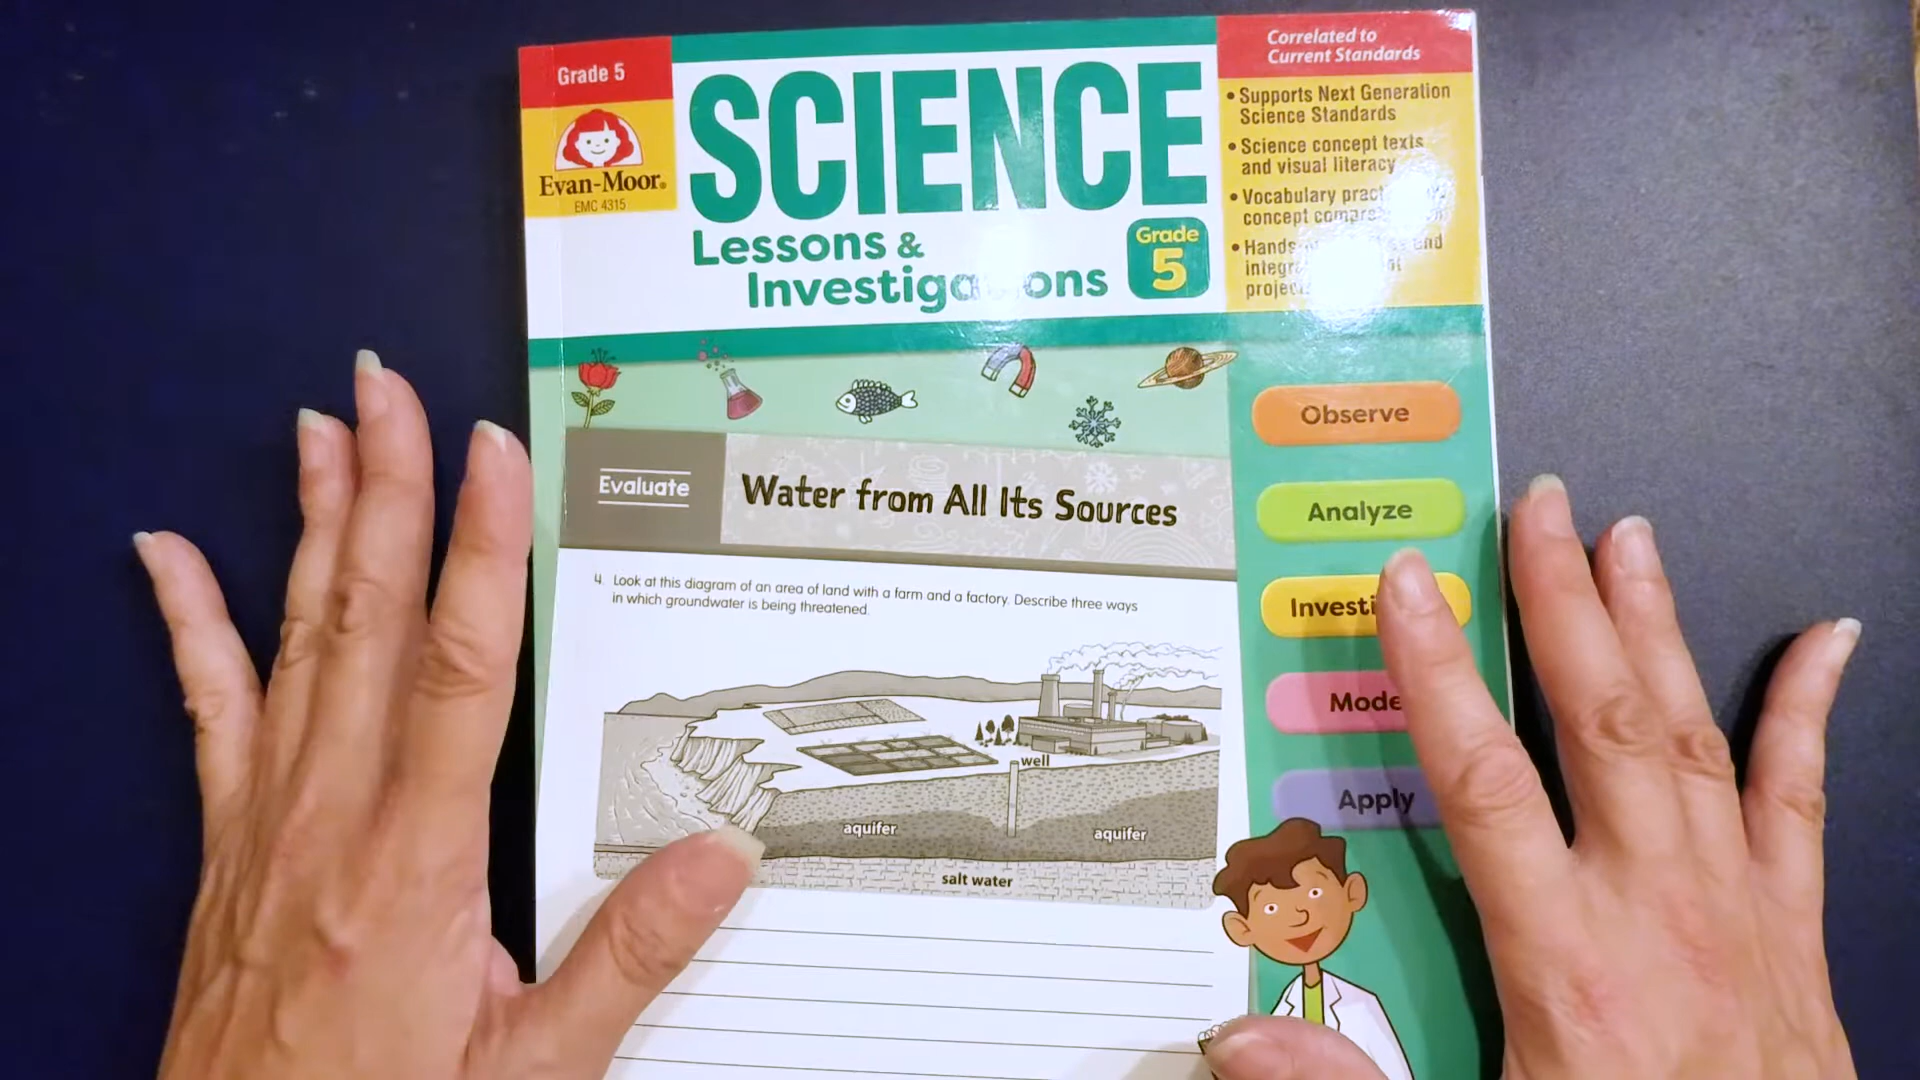 Grade 5
Evan-Moor®
EMC 4315
SCIENCE
Lessons &
Grade
5
Correlated to
Current Standards
• Supports Next Generation
Science Standards
• Science concept texts
and visual literacy
• Vocabulary
concept
•
Evaluate
Water from All Its Sources
4. Look at this diagram of an area of land with a farm and a factory. Describe three ways
in which groundwater is being threatened.
well
aquifer
aquifer
salt water
Observe
Analyze
Apply